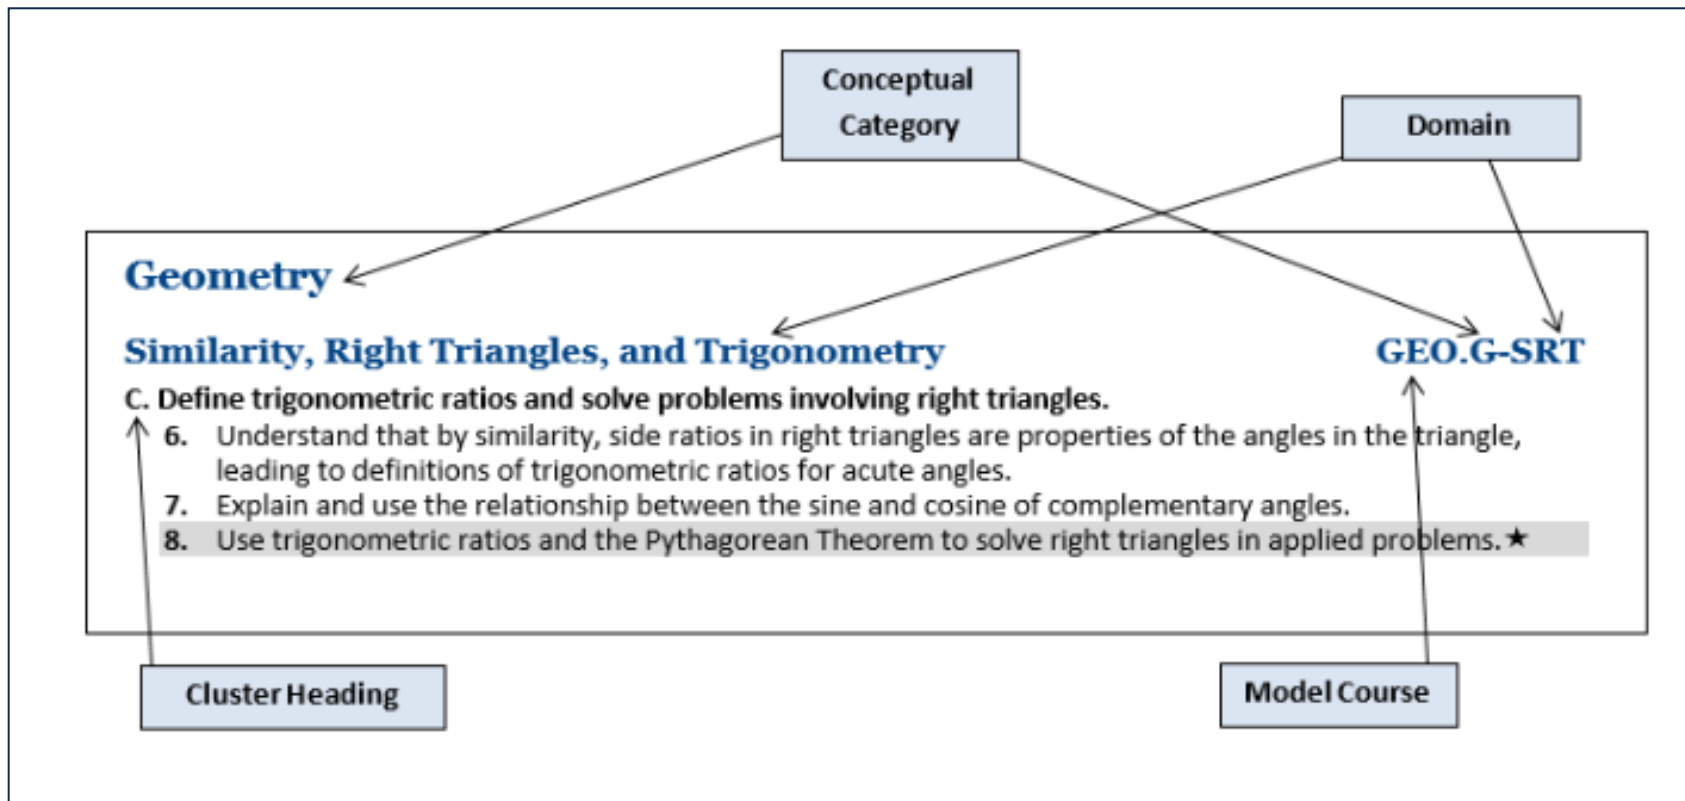 Conceptual
Category
Domain
Geometry
Similarity, Right Triangles, and Trigonometry GEO.G-SRT
C. Define trigonometric ratios and solve problems involving right triangles.
6. Understand that by similarity, side ratios in right triangles are properties of the angles in the triangle,
leading to definitions of trigonometric ratios for acute angles.
7. Explain and use the relationship between the sine and cosine of complementary angles.
8. Use trigonometric ratios and the Pythagorean Theorem to solve right triangles in applied problems.★
Cluster Heading
Model Course